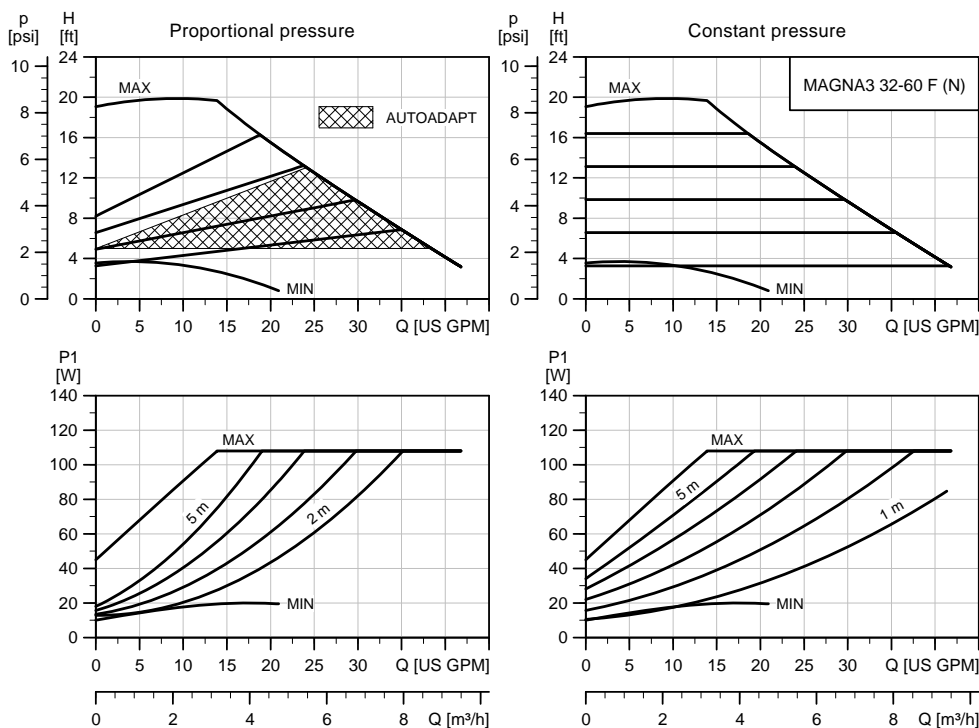 p
[psi]
H
[ft]
Proportional pressure
10
8
6
4
2
0
24
20
16
12
8
4
0
MAX
AUTOADAPT
MIN
0 5 10 15 20 25 30 Q [US GPM]
p
[psi]
H
[ft]
Constant pressure
10
8
6
4
2
0
24
20
16
12
8
4
0
MAGNA3 32-60 F (N)
MAX
MIN
0 5 10 15 20 25 30 Q [US GPM]
P1
[W]
140
120
100
80
60
40
20
0
MAX
5 m
2 m
MIN
0 5 10 15 20 25 30 Q [US GPM]
0 2 4 6 8 Q [m³/h]
P1
[W]
140
120
100
80
60
40
20
0
MAX
5 m
1 m
MIN
0 5 10 15 20 25 30 Q [US GPM]
0 2 4 6 8 Q [m³/h]